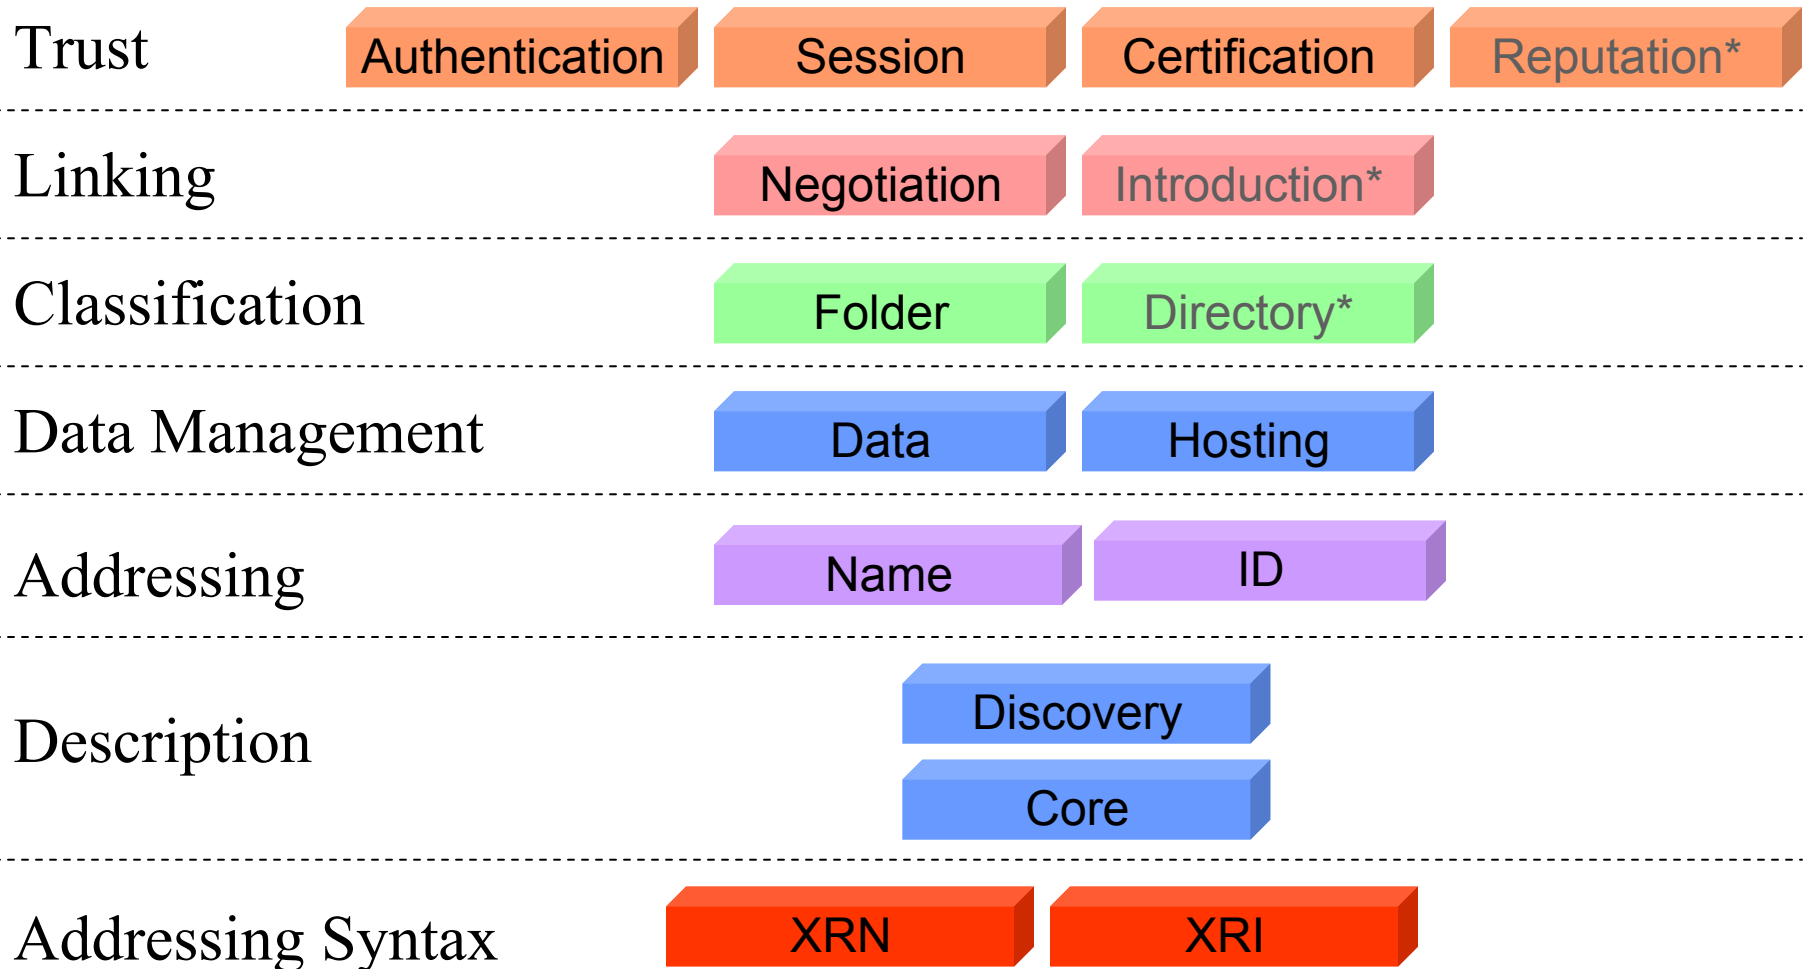 Trust Authentication Session Certification Reputation*
Linking Negotiation Introduction*
Classification Folder Directory*
Data Management Data Hosting
Addressing Name ID
Discovery
Description
Core
Addressing Syntax XRN XRI